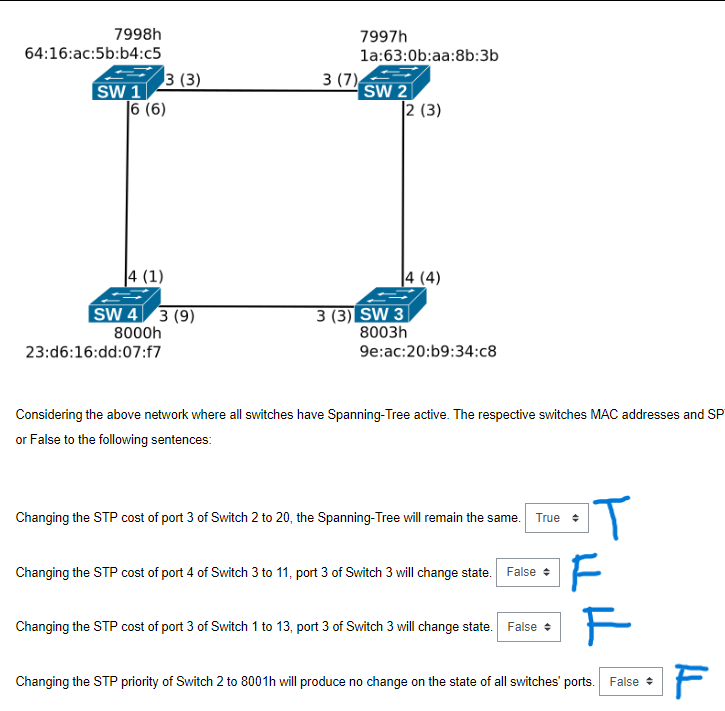 7998h 7997h
64:16:ac:5b:b4:c5 1a:63:0b:aa:8b:3b
SW 1 3 (3) 3 (7) SW 2
6 (6) 2 (3)
4 (1) 4 (4)
SW 4 3 (9) 3 (3) SW 3
8000h 8003h
23:d6:16:dd:07:f7 9e:ac:20:b9:34:c8
Considering the above network where all switches have Spanning-Tree active. The respective switches MAC addresses and SP
or False to the following sentences:
Changing the STP cost of port 3 of Switch 2 to 20, the Spanning-Tree will remain the same. True T
Changing the STP cost of port 4 of Switch 3 to 11, port 3 of Switch 3 will change state. False F
Changing the STP cost of port 3 of Switch 1 to 13, port 3 of Switch 3 will change state. False F
Changing the STP priority of Switch 2 to 8001h will produce no change on the state of all switches' ports. False F